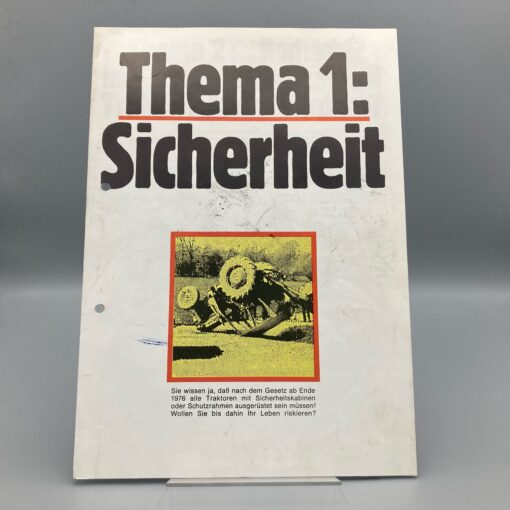 Thema 1:
Sicherheit
Sie wissen ja, daß nach dem Gesetz ab Ende
1976 alle Traktoren mit Sicherheitskabinen
oder Schutzrahmen ausgerüstet sein müssen!
Wollen Sie bis dahin Ihr Leben riskieren?